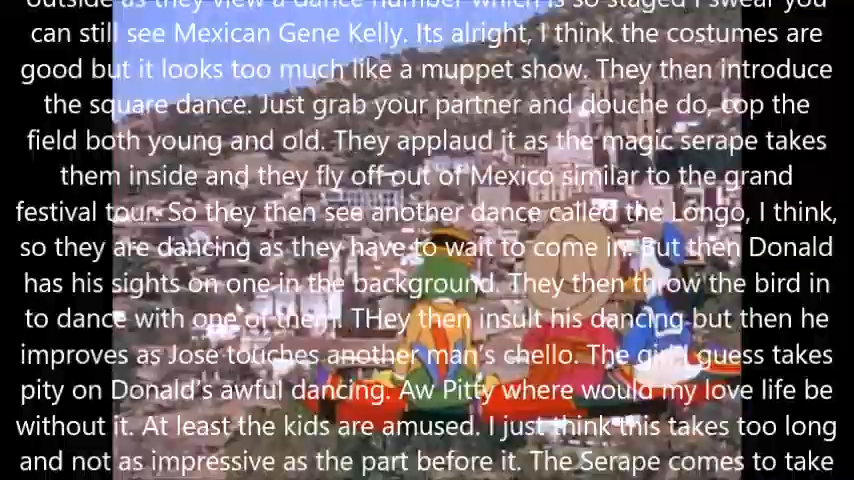 outside as they view a dance number which is so staged I swear you
can still see Mexican Gene Kelly. Its alright, I think the costumes are
good but it looks too much like a muppet show. They then introduce
the square dance. Just grab your partner and douche do, cop the
field both young and old. They applaud it as the magic serape takes
them inside and they fly off out of Mexico similar to the grand
festival tour. So they then see another dance called the Longo, I think,
so they are dancing as they have to wait to come in. But then Donald
has his sights on one in the background. They then throw the bird in
to dance with one of them. THey then insult his dancing but then he
improves as Jose touches another man's chello. The girl I guess takes
pity on Donald's awful dancing. Aw Pitty where would my love life be
without it. At least the kids are amused. I just think this takes too long
and not as impressive as the part before it. The Serape comes to take